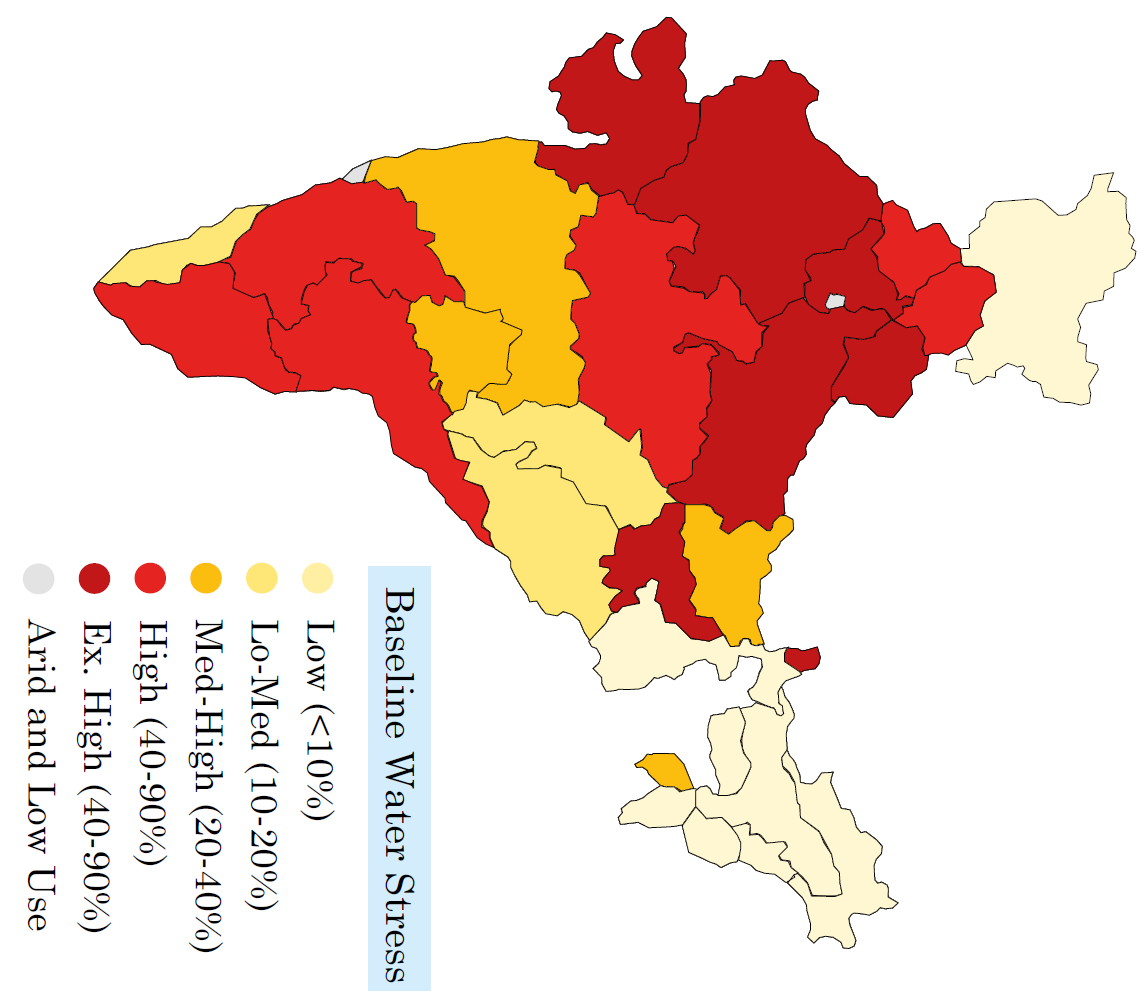 Baseline Water Stress
Low (<10%)
Lo-Med (10-20%)
Med-High (20-40%)
High (40-90%)
Ex. High (40-90%)
Arid and Low Use